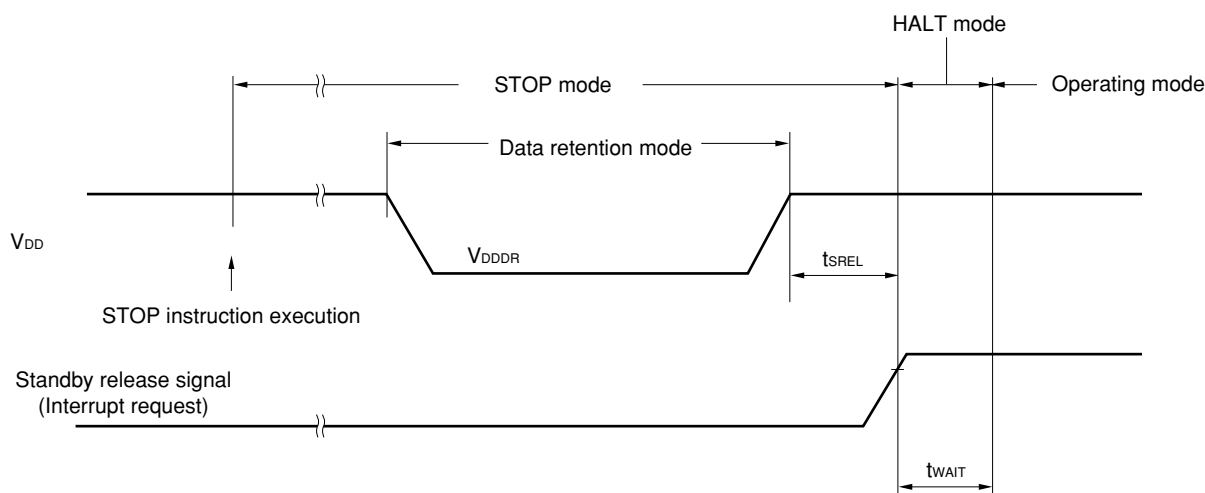 HALT mode
STOP mode
Operating mode
Data retention mode
VDD
VDDDR
tSREL
STOP instruction execution
Standby release signal
(Interrupt request)
tWAIT